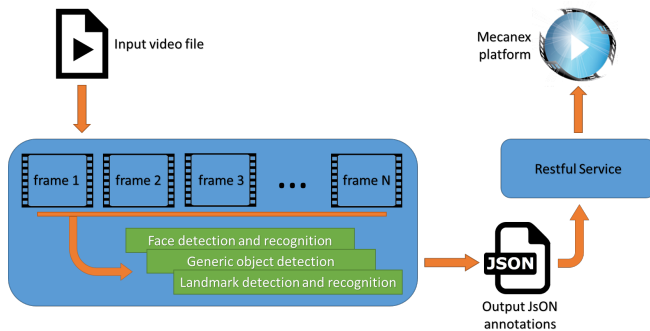 Input video file
Mecanex
platform
frame 1
frame 2
frame 3
...
frame N
Restful Service
Face detection and recognition
Generic object detection
Landmark detection and recognition
JSON
Output JsON
annotations